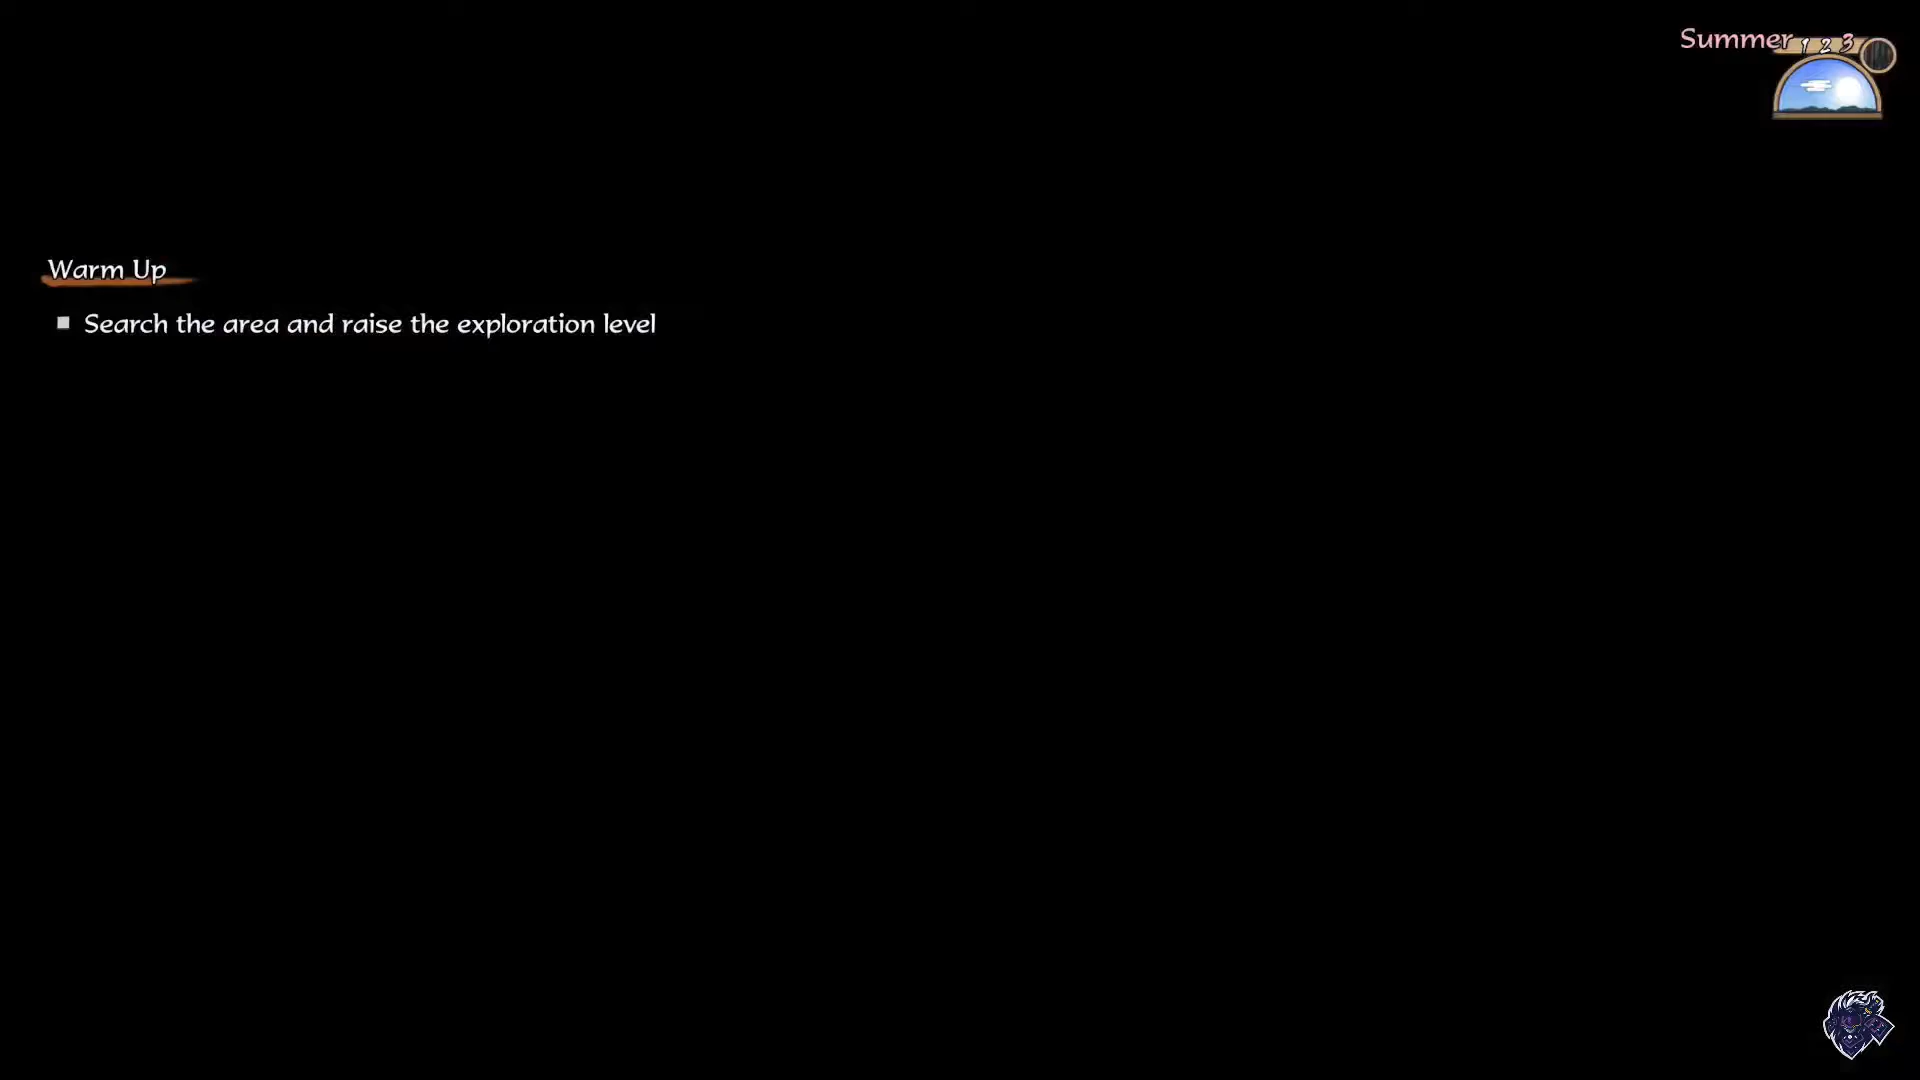 Summer 1 2 3
Warm Up
Search the area and raise the exploration level